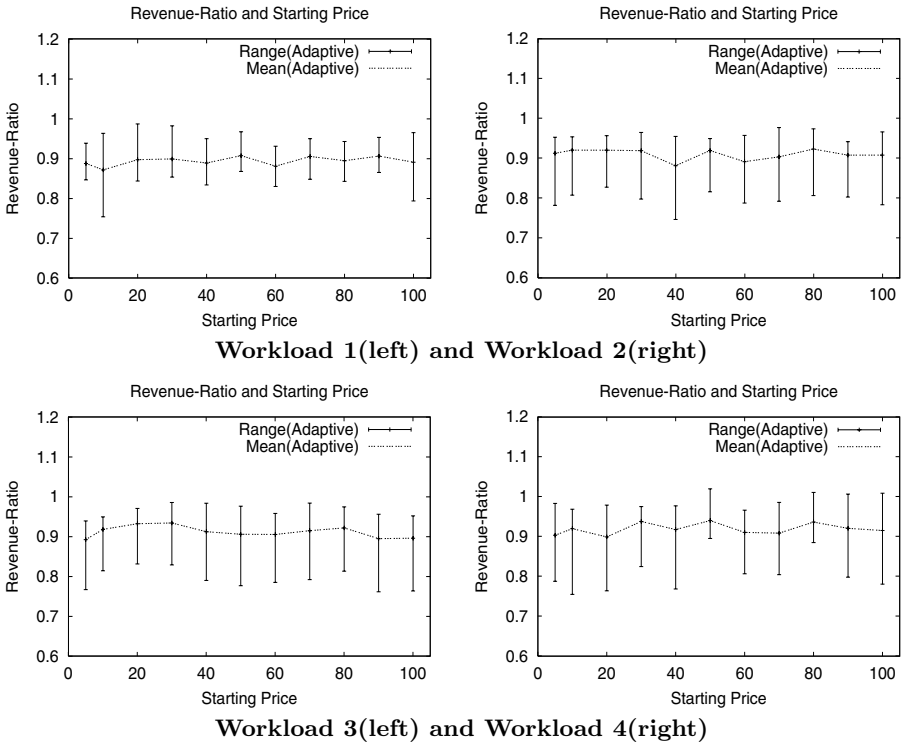 Revenue-Ratio and Starting Price
Revenue-Ratio
1.2
1.1
1
0.9
0.8
0.7
0.6
Range(Adaptive)
Mean(Adaptive)
0 20 40 60 80 100
Starting Price
Revenue-Ratio and Starting Price
Revenue-Ratio
1.2
1.1
1
0.9
0.8
0.7
0.6
Range(Adaptive)
Mean(Adaptive)
0 20 40 60 80 100
Starting Price
Workload 1(left) and Workload 2(right)
Revenue-Ratio and Starting Price
Revenue-Ratio
1.2
1.1
1
0.9
0.8
0.7
0.6
Range(Adaptive)
Mean(Adaptive)
0 20 40 60 80 100
Starting Price
Revenue-Ratio and Starting Price
Revenue-Ratio
1.2
1.1
1
0.9
0.8
0.7
0.6
Range(Adaptive)
Mean(Adaptive)
0 20 40 60 80 100
Starting Price
Workload 3(left) and Workload 4(right)